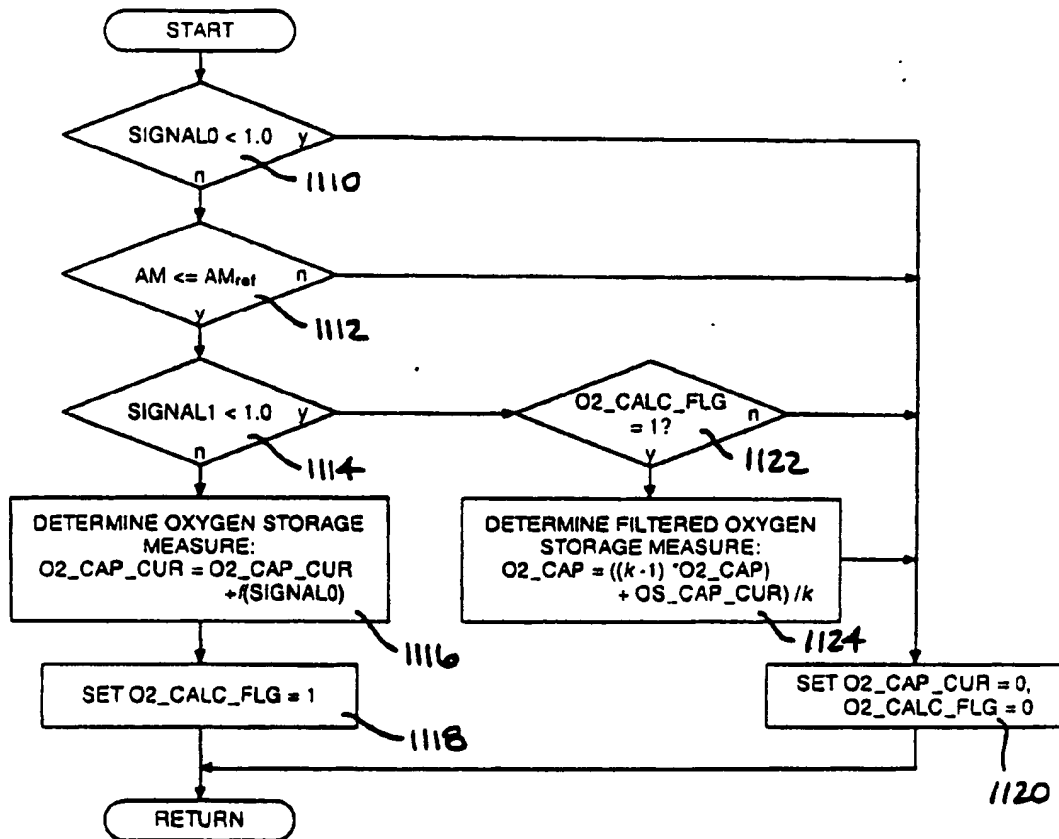 START
SIGNAL0 < 1.0
y
n
1110
AM <= AMref
n
y
1112
SIGNAL1 < 1.0
y
n
1114
O2_CALC_FLG
= 1?
n
y
1122
DETERMINE OXYGEN STORAGE
MEASURE:
O2_CAP_CUR = O2_CAP_CUR
+f(SIGNAL0)
1116
DETERMINE FILTERED OXYGEN
STORAGE MEASURE:
O2_CAP = ((k -1) *O2_CAP)
+ OS_CAP_CUR) /k
1124
SET O2_CALC_FLG = 1
1118
SET O2_CAP_CUR = 0,
O2_CALC_FLG = 0
1120
RETURN